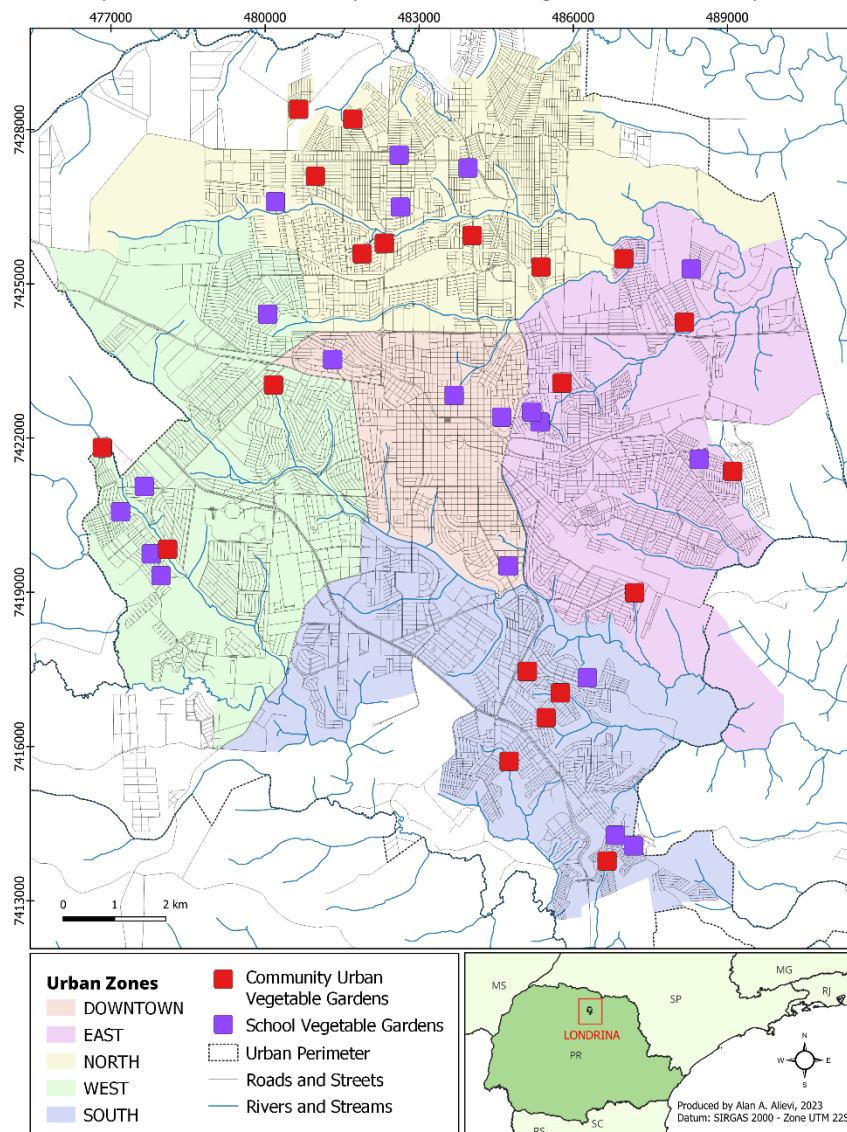 477000 480000 483000 486000 489000
7428000
7425000
7422000
7419000
7416000
7413000
0 1 2 km
Urban Zones
DOWNTOWN
EAST
NORTH
WEST
SOUTH
Community Urban
Vegetable Gardens
School Vegetable Gardens
Urban Perimeter
Roads and Streets
Rivers and Streams
MS
SP
MG
RJ
LONDRINA
PR
SC
N
W E
S
Produced by Alan A. Alievi, 2023
Datum: SIRGAS 2000 - Zone UTM 22S